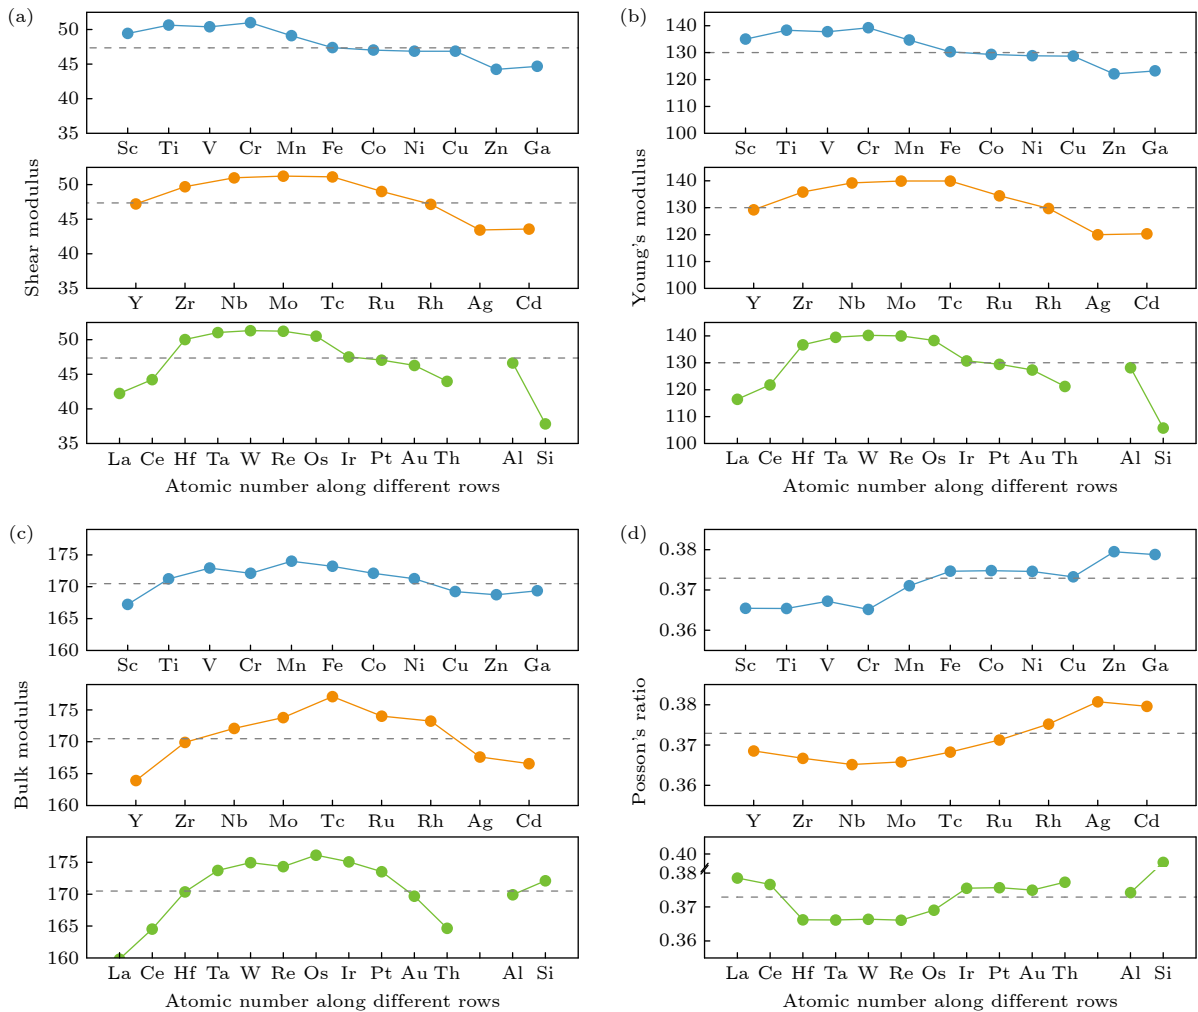 (a)
50
45
40
35
Sc Ti V Cr Mn Fe Co Ni Cu Zn Ga
50
45
40
35
Y Zr Nb Mo Tc Ru Rh Ag Cd
50
45
40
35
La Ce Hf Ta W Re Os Ir Pt Au Th Al Si
Shear modulus
Atomic number along different rows
(b)
140
130
120
110
100
Sc Ti V Cr Mn Fe Co Ni Cu Zn Ga
140
130
120
110
100
Y Zr Nb Mo Tc Ru Rh Ag Cd
140
130
120
110
100
La Ce Hf Ta W Re Os Ir Pt Au Th Al Si
Young's modulus
Atomic number along different rows
(c)
175
170
165
160
Sc Ti V Cr Mn Fe Co Ni Cu Zn Ga
175
170
165
160
Y Zr Nb Mo Tc Ru Rh Ag Cd
175
170
165
160
La Ce Hf Ta W Re Os Ir Pt Au Th Al Si
Bulk modulus
Atomic number along different rows
(d)
0.38
0.37
0.36
Sc Ti V Cr Mn Fe Co Ni Cu Zn Ga
0.38
0.37
0.36
Y Zr Nb Mo Tc Ru Rh Ag Cd
0.40
0.38
0.37
0.36
La Ce Hf Ta W Re Os Ir Pt Au Th Al Si
Posson's ratio
Atomic number along different rows